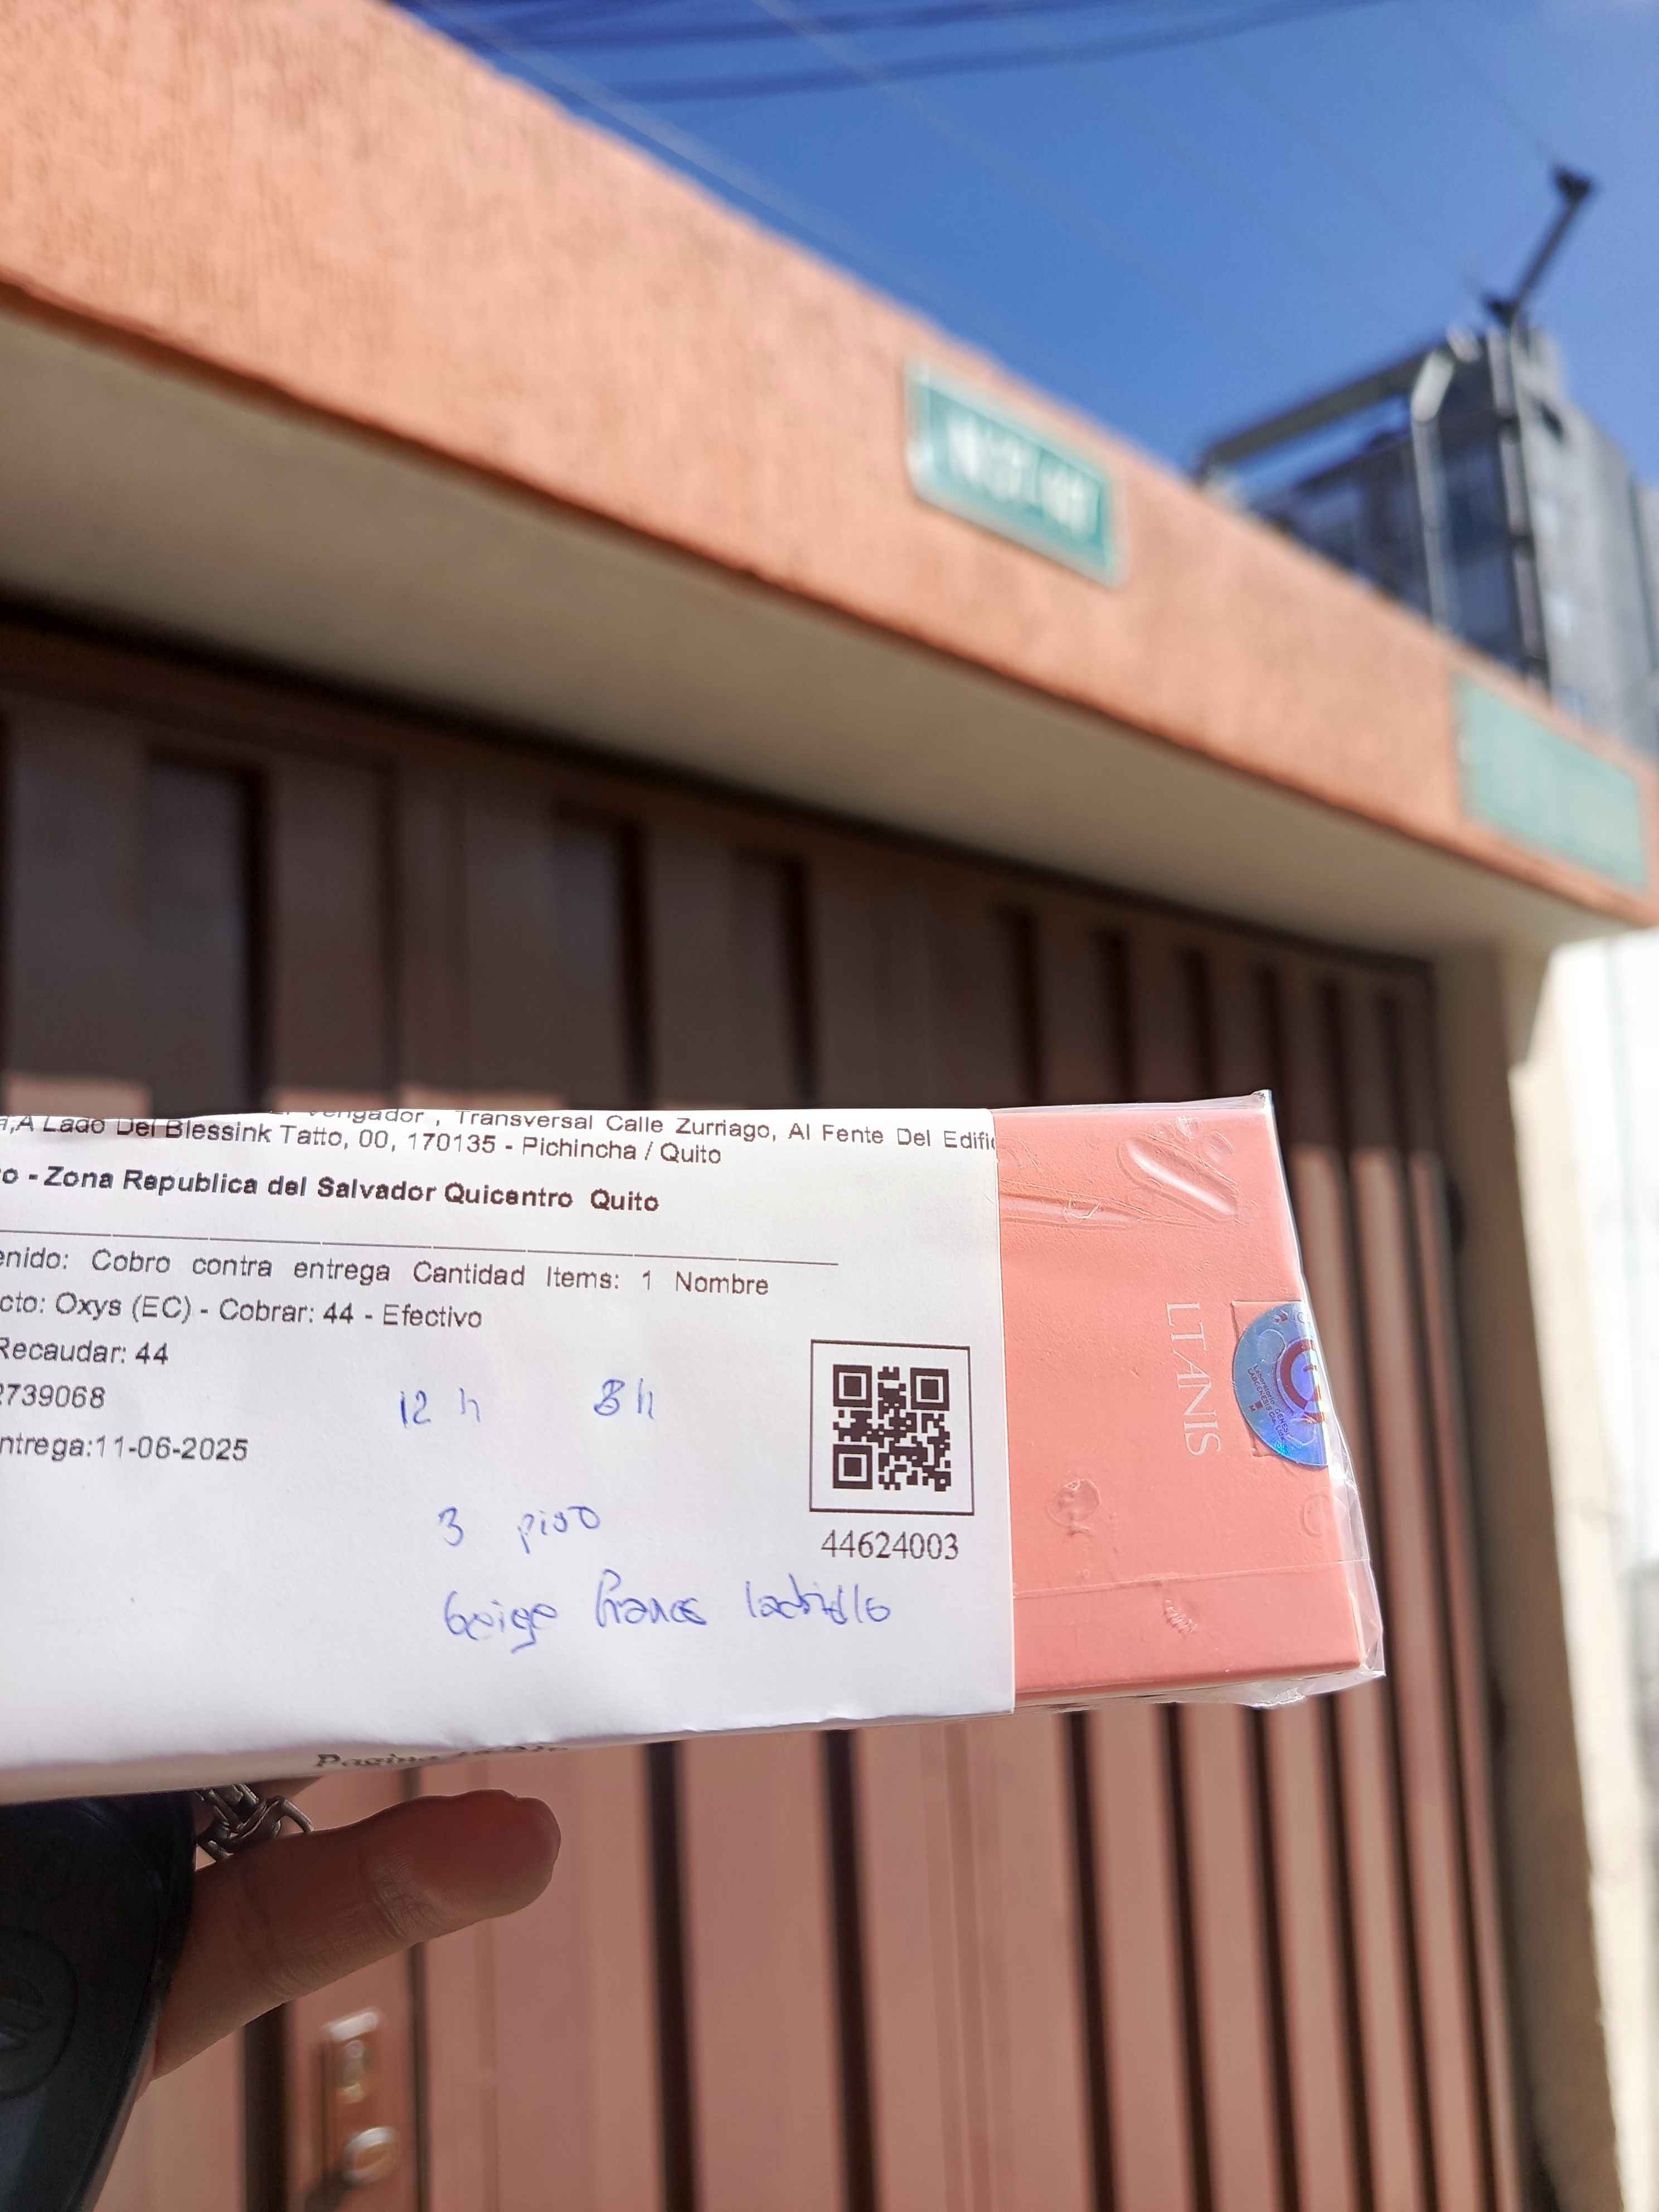 Vengador , Transversal Calle Zurriago, Al Fente Del Edific
a,A Lado Del Blessink Tatto, 00, 170135 - Pichincha / Quito
o - Zona Republica del Salvador Quicentro Quito
enido: Cobro contra entrega Cantidad Items: 1 Nombre
cto: Oxys (EC) - Cobrar: 44 - Efectivo
Recaudar: 44
2739068
ntrega:11-06-2025
12 h 8h
3 piso
44624003
ladrillo
LTANIS